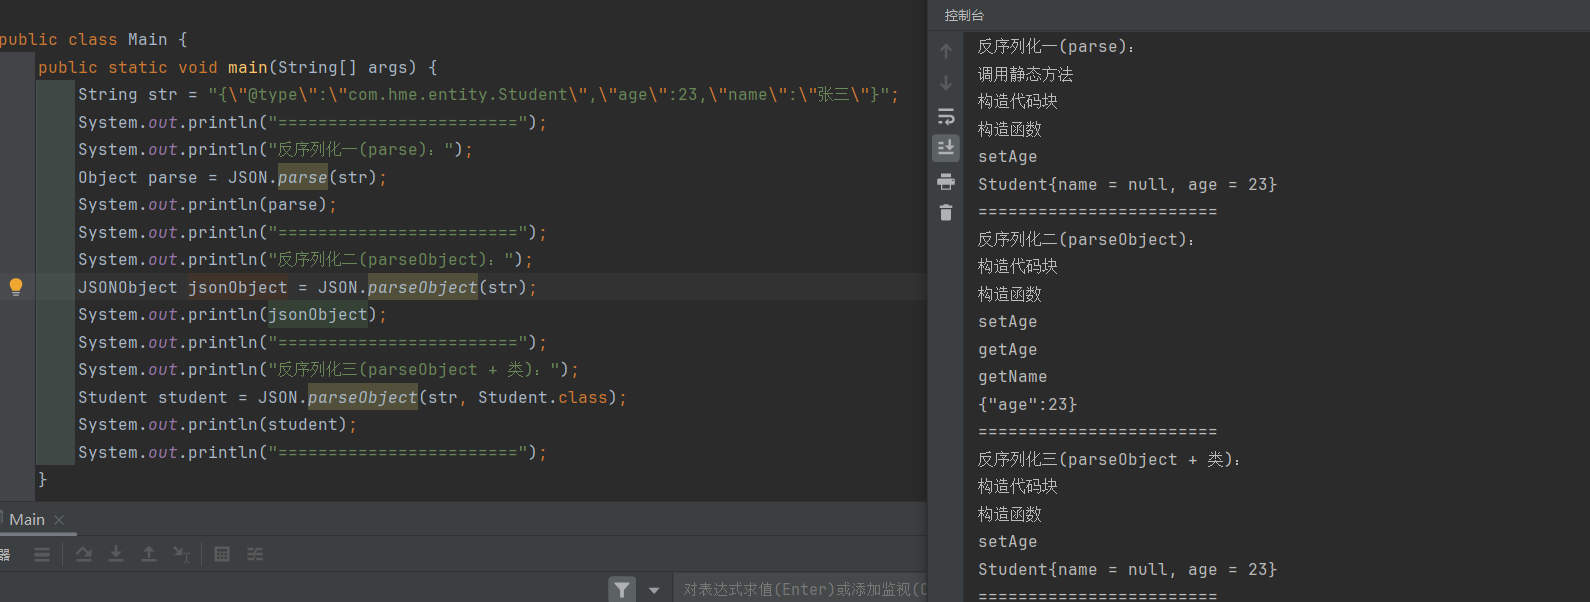 public class Main {
public static void main(String[] args) {
String str = "{\"@type\":\"com.hme.entity.Student\",\"age\":23,\"name\":\"张三\"}";
System.out.println("========================");
System.out.println("反序列化一(parse)：");
Object parse = JSON.parse(str);
System.out.println(parse);
System.out.println("========================");
System.out.println("反序列化二(parseObject)：");
JSONObject jsonObject = JSON.parseObject(str);
System.out.println(jsonObject);
System.out.println("========================");
System.out.println("反序列化三(parseObject + 类)：");
Student student = JSON.parseObject(str, Student.class);
System.out.println(student);
System.out.println("========================");
}
Main
器
对表达式求值(Enter)或添加监视(C
控制台
反序列化一(parse)：
调用静态方法
构造代码块
构造函数
setAge
Student{name = null, age = 23}
========================
反序列化二(parseObject)：
构造代码块
构造函数
setAge
getAge
getName
{"age":23}
========================
反序列化三(parseObject + 类)：
构造代码块
构造函数
setAge
Student{name = null, age = 23}
========================